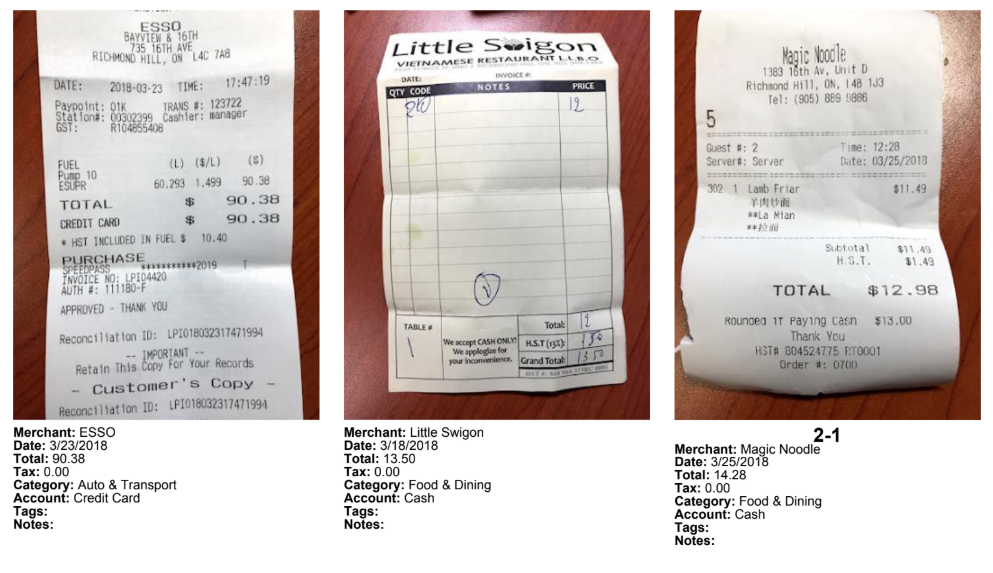 ESSO
BAYVIEW & 16TH
735 16TH AVE
RICHMOND HILL, ON L4C 7A8
DATE: 2018-03-23 TIME: 17:47:19
Paypoint: 01K TRANS #: 123722
Station#: 00302399 Cashier: manager
GST: R104855408
FUEL (L) ($/L) ($)
Pump 10
ESUPR 60.293 1.499 90.38
TOTAL $ 90.38
CREDIT CARD $ 90.38
* HST INCLUDED IN FUEL $ 10.40
PURCHASE
SPEEDPASS ***********2019 T
INVOICE NO: LPI04420
AUTH #: 111180-F
APPROVED - THANK YOU
Reconciliation ID: LPI018032317471994
-- IMPORTANT --
Retain This Copy For Your Records
- Customer's Copy -
Reconciliation ID: LPI018032317471994
Merchant: ESSO
Date: 3/23/2018
Total: 90.38
Tax: 0.00
Category: Auto & Transport
Account: Credit Card
Tags:
Notes:
Little Saigon
VIETNAMESE RESTAURANT L.L.B.O
DATE: INVOICE #:
QTY CODE NOTES PRICE
12
TABLE # 1
We accept CASH ONLY!
We applogize for
your inconvenience.
Total: 12
H.S.T (13%): 1 50
Grand Total: 13 50
Merchant: Little Swigon
Date: 3/18/2018
Total: 13.50
Tax: 0.00
Category: Food & Dining
Account: Cash
Tags:
Notes:
Magic Noodle
1383 16th Av, Unit D
Richmond Hill, ON, L4B 1J3
Tel: (905) 889 9886
5
Guest #: 2 Time: 12:28
Server#: Server Date: 03/25/2018
302 1 Lamb Friar $11.49
羊肉炒面
**La Mian
**拉面
Subtotal $11.49
H.S.T. $1.49
TOTAL $12.98
Rounded if Paying Cash $13.00
Thank You
HST# 804524775 RT0001
Order #: 0700
2-1
Merchant: Magic Noodle
Date: 3/25/2018
Total: 14.28
Tax: 0.00
Category: Food & Dining
Account: Cash
Tags:
Notes: